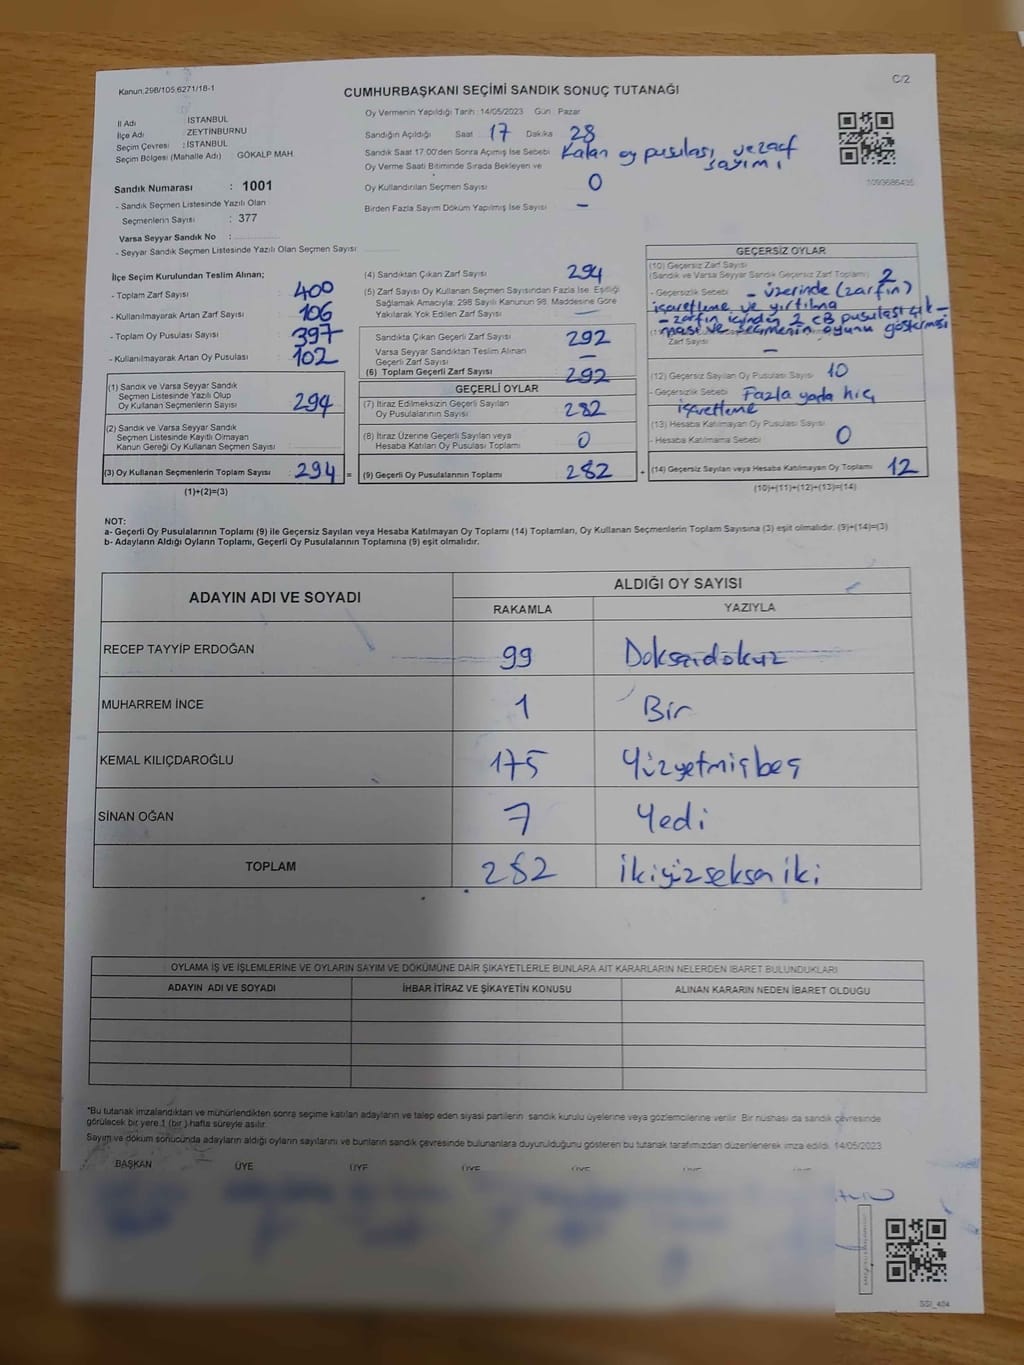 Kanun:298/105;6271/18-1
C/2
CUMHURBAŞKANI SEÇİMİ SANDIK SONUÇ TUTANAĞI
İl Adı : İSTANBUL
İlçe Adı : ZEYTİNBURNU
Seçim Çevresi : İSTANBUL
Seçim Bölgesi (Mahalle Adı) : GÖKALP MAH.
Sandık Numarası : 1001
- Sandık Seçmen Listesinde Yazılı Olan
Seçmenlerin Sayısı : 377
Varsa Seyyar Sandık No :
- Seyyar Sandık Seçmen Listesinde Yazılı Olan Seçmen Sayısı
Oy Vermenin Yapıldığı Tarih : 14/05/2023 Gün : Pazar
Sandığın Açıldığı Saat 17 Dakika 28
Sandık Saat 17:00'den Sonra Açımış İse Sebebi Kalan oy pusulası, ve zarf
sayımı
Oy Verme Saati Bitiminde Sırada Bekleyen ve
Oy Kullandırılan Seçmen Sayısı 0
Birden Fazla Sayım Döküm Yapılmış İse Sayısı -
1093686435
İlçe Seçim Kurulundan Teslim Alınan;
- Toplam Zarf Sayısı : 400
- Kullanılmayarak Artan Zarf Sayısı : 106
- Toplam Oy Pusulası Sayısı : 397
- Kullanılmayarak Artan Oy Pusulası : 102
(1) Sandık ve Varsa Seyyar Sandık
Seçmen Listesinde Yazılı Olup
Oy Kullanan Seçmenlerin Sayısı : 294
(2) Sandık ve Varsa Seyyar Sandık
Seçmen Listesinde Kayıtlı Olmayan
Kanun Gereği Oy Kullanan Seçmen Sayısı :
(3) Oy Kullanan Seçmenlerin Toplam Sayısı : 294 =
(1)+(2)=(3)
(4) Sandıktan Çıkan Zarf Sayısı : 294
(5) Zarf Sayısı Oy Kullanan Seçmen Sayısından Fazla İse, Eşitliği
Sağlamak Amacıyla; 298 Sayılı Kanunun 98. Maddesine Göre
Yakılarak Yok Edilen Zarf Sayısı : -
Sandıkta Çıkan Geçerli Zarf Sayısı : 292
Varsa Seyyar Sandıktan Teslim Alınan
Geçerli Zarf Sayısı : -
(6) Toplam Geçerli Zarf Sayısı : 292
GEÇERLİ OYLAR
(7) İtiraz Edilmeksizin Geçerli Sayılan
Oy Pusulalarının Sayısı : 282
(8) İtiraz Üzerine Geçerli Sayılan veya
Hesaba Katılan Oy Pusulası Toplamı : 0
(9) Geçerli Oy Pusulalarının Toplamı : 282 +
GEÇERSİZ OYLAR
(10) Geçersiz Zarf Sayısı
(Sandık ve Varsa Seyyar Sandık Geçersiz Zarf Toplamı) : 2
- Geçersizlik Sebebi : - üzerinde (zarfın)
işaretleme ve yırtılma
- zarfın içinden 2 CB pusulası çık-
ması ve seçmenin oyunu göstermesi
Zarf Sayısı : -
(12) Geçersiz Sayılan Oy Pusulası Sayısı : 10
- Geçersizlik Sebebi : Fazla yada hiç
işaretleme
(13) Hesaba Katılmayan Oy Pusulası Sayısı
- Hesaba Katılmama Sebebi : 0
(14) Geçersiz Sayılan veya Hesaba Katılmayan Oy Toplamı : 12
(10)+(11)+(12)+(13)=(14)
NOT:
a- Geçerli Oy Pusulalarının Toplamı (9) ile Geçersiz Sayılan veya Hesaba Katılmayan Oy Toplamı (14) Toplamları, Oy Kullanan Seçmenlerin Toplam Sayısına (3) eşit olmalıdır. (9)+(14)=(3)
b- Adayların Aldığı Oyların Toplamı, Geçerli Oy Pusulalarının Toplamına (9) eşit olmalıdır.
ADAYIN ADI VE SOYADI
ALDIĞI OY SAYISI
RAKAMLA YAZIYLA
RECEP TAYYİP ERDOĞAN 99 Doksandokuz
MUHARREM İNCE 1 Bir
KEMAL KILIÇDAROĞLU 175 Yüzyetmişbeş
SİNAN OĞAN 7 Yedi
TOPLAM 282 İkiyüzseksen iki
OYLAMA İŞ VE İŞLEMLERİNE VE OYLARIN SAYIM VE DÖKÜMÜNE DAİR ŞİKAYETLERLE BUNLARA AİT KARARLARIN NELERDEN İBARET BULUNDUKLARI
ADAYIN ADI VE SOYADI İHBAR İTİRAZ VE ŞİKAYETİN KONUSU ALINAN KARARIN NEDEN İBARET OLDUĞU
*Bu tutanak imzalandıktan ve mühürlendikten sonra seçime katılan adayların ve talep eden siyasi partilerin sandık kurulu üyelerine veya gözlemcilerine verilir. Bir nüshası da sandık çevresinde
görülecek bir yere 1 (bir ) hafta süreyle asılır.
Sayım ve döküm sonucunda adayların aldığı oyların sayılarını ve bunların sandık çevresinde bulunanlara duyurulduğunu gösteren bu tutanak tarafımızdan düzenlenerek imza edildi. 14/05/2023
BAŞKAN ÜYE ÜYE ÜYE ÜYE ÜYE ÜYE
SSI_404